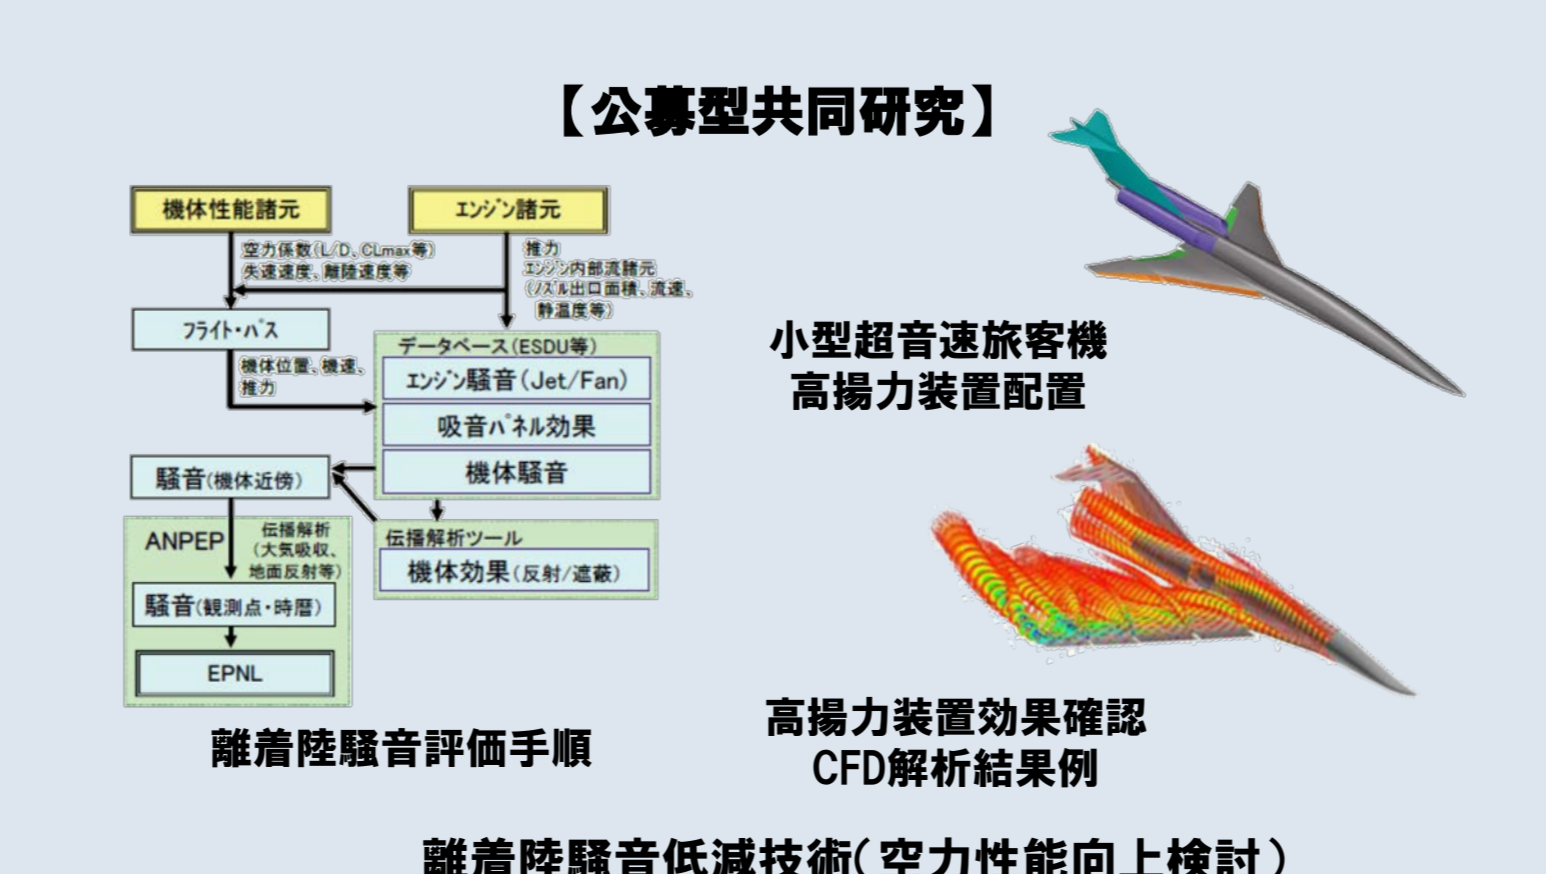 【公募型共同研究】
機体性能諸元
エンジン諸元
空力係数(L/D、CLmax等)
失速速度、離陸速度等
推力
エンジン内部流諸元
(ノズル出口面積、流速、
静温度等)
フライト・パス
機体位置、機速、
推力
データベース(ESDU等)
エンジン騒音(Jet/Fan)
吸音パネル効果
機体騒音
騒音(機体近傍)
伝播解析ツール
機体効果(反射/遮蔽)
ANPEP
伝播解析
(大気吸収、
地面反射等)
騒音(観測点・時暦)
EPNL
離着陸騒音評価手順
小型超音速旅客機
高揚力装置配置
高揚力装置効果確認
CFD解析結果例
離着陸騒音低減技術(空力性能向上検討)